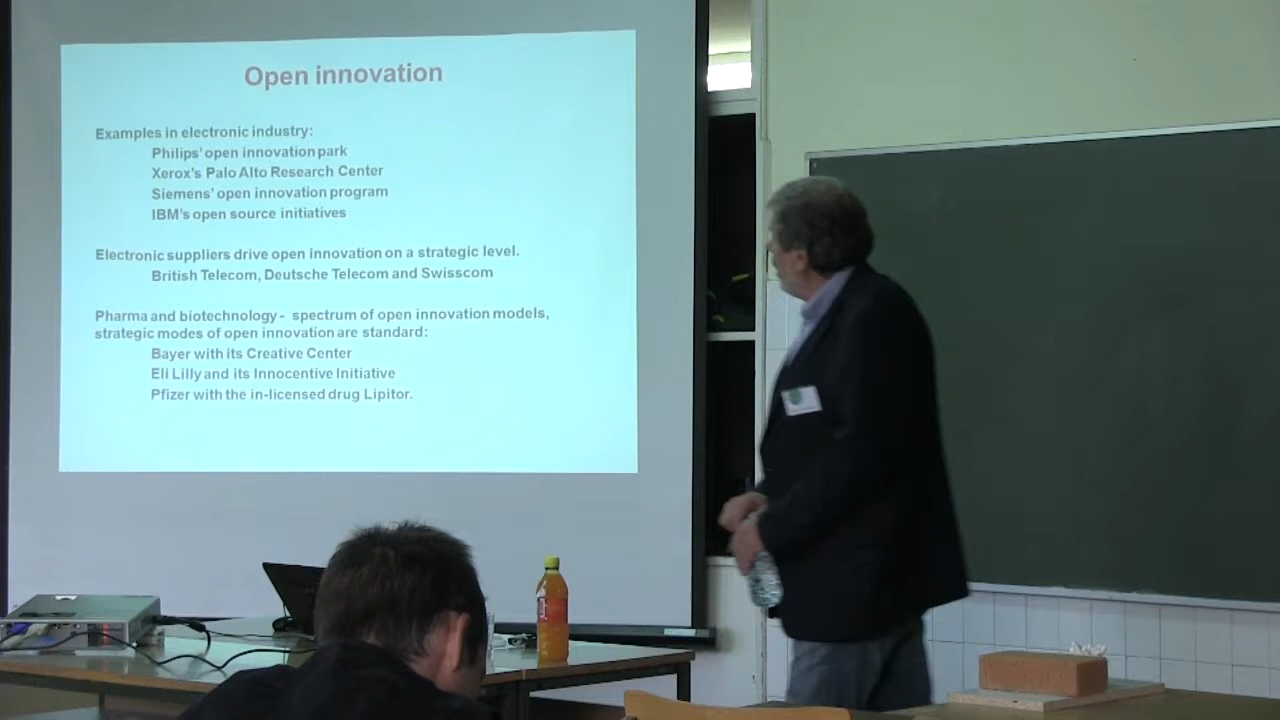 Open innovation
Examples in electronic industry:
Philips' open innovation park
Xerox's Palo Alto Research Center
Siemens' open innovation program
IBM's open source initiatives
Electronic suppliers drive open innovation on a strategic level.
British Telecom, Deutsche Telecom and Swisscom
Pharma and biotechnology - spectrum of open innovation models,
strategic modes of open innovation are standard:
Bayer with its Creative Center
Eli Lilly and its Innocentive Initiative
Pfizer with the in-licensed drug Lipitor.